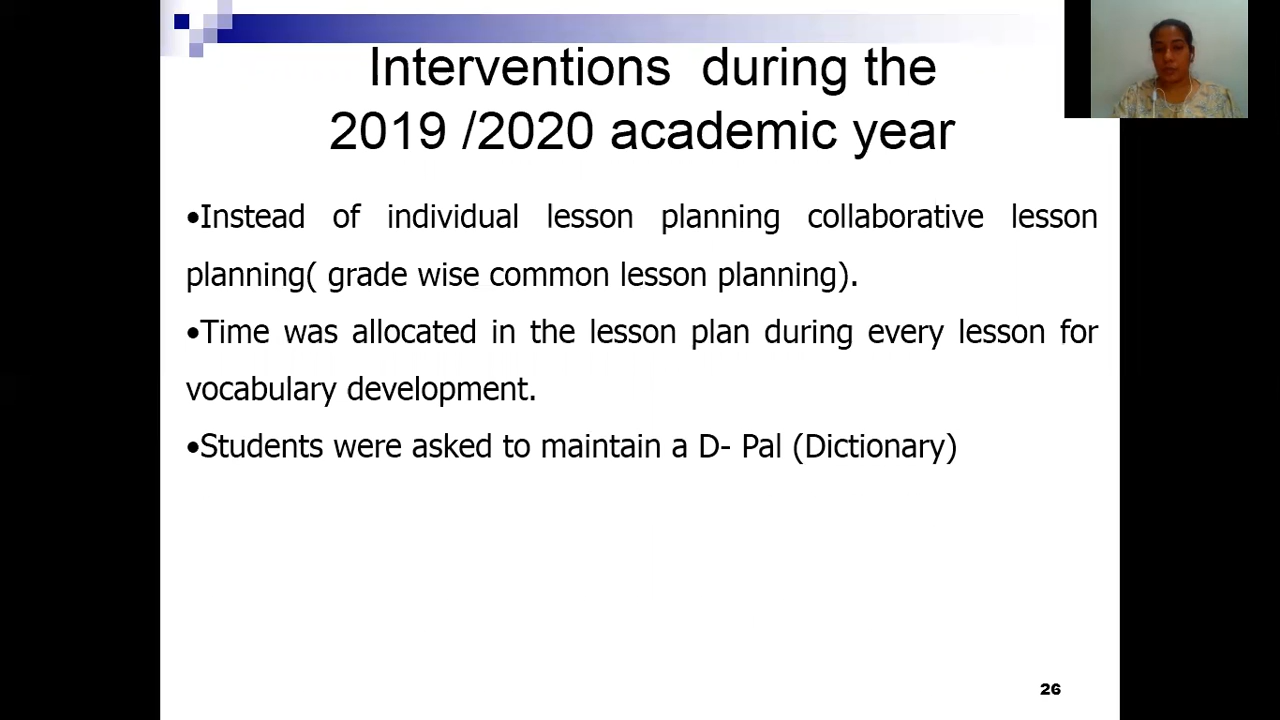 Interventions  during the
2019 /2020 academic year
•Instead of individual lesson planning collaborative lesson
planning( grade wise common lesson planning).
•Time was allocated in the lesson plan during every lesson for
vocabulary development.
•Students were asked to maintain a D- Pal (Dictionary)
26